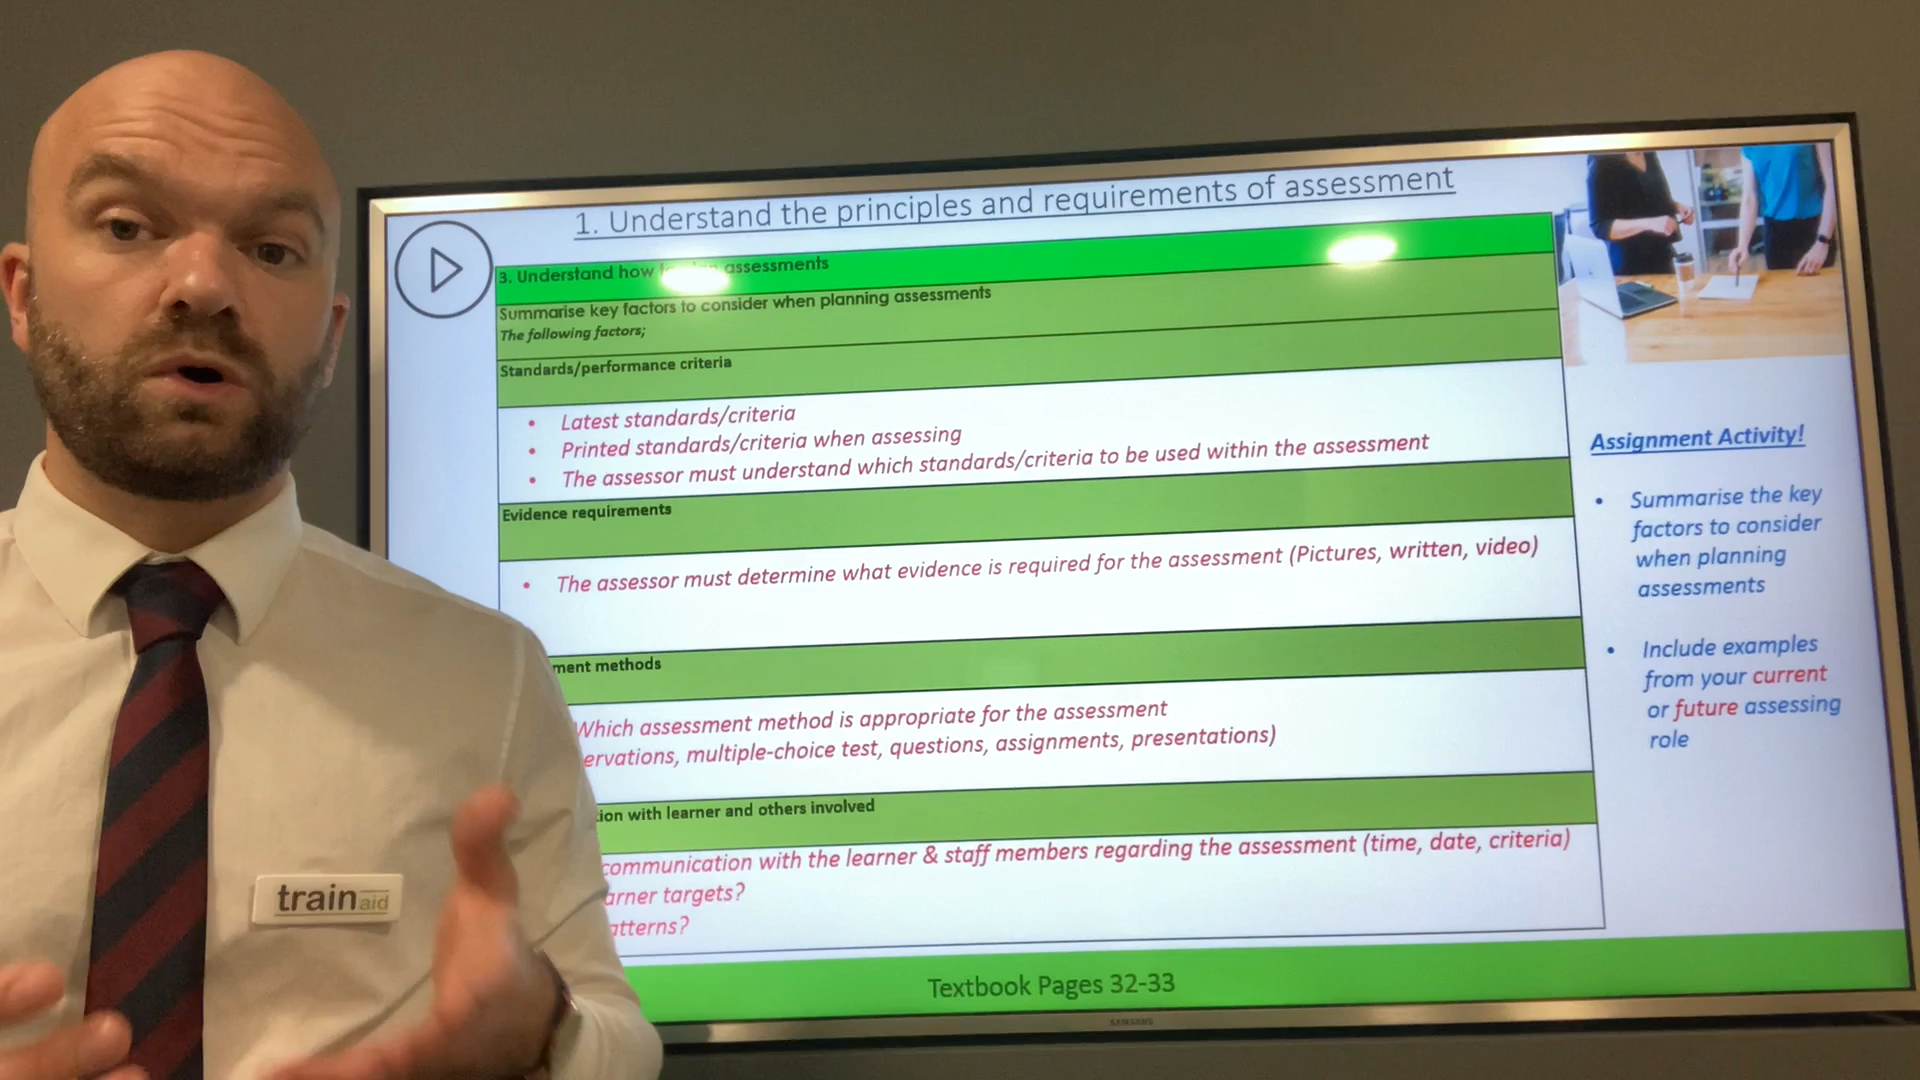 1. Understand the principles and requirements of assessment
3. Understand how assessments
Summarise key factors to consider when planning assessments
The following factors;
Standards/performance criteria
• Latest standards/criteria
• Printed standards/criteria when assessing
• The assessor must understand which standards/criteria to be used within the assessment
Evidence requirements
• The assessor must determine what evidence is required for the assessment (Pictures, written, video)
ment methods
Which assessment method is appropriate for the assessment
ervations, multiple-choice test, questions, assignments, presentations)
ion with learner and others involved
communication with the learner & staff members regarding the assessment (time, date, criteria)
arner targets?
atterns?
Textbook Pages 32-33
Assignment Activity!
• Summarise the key
factors to consider
when planning
assessments
• Include examples
from your current
or future assessing
role
trainaid
SAMSUNG